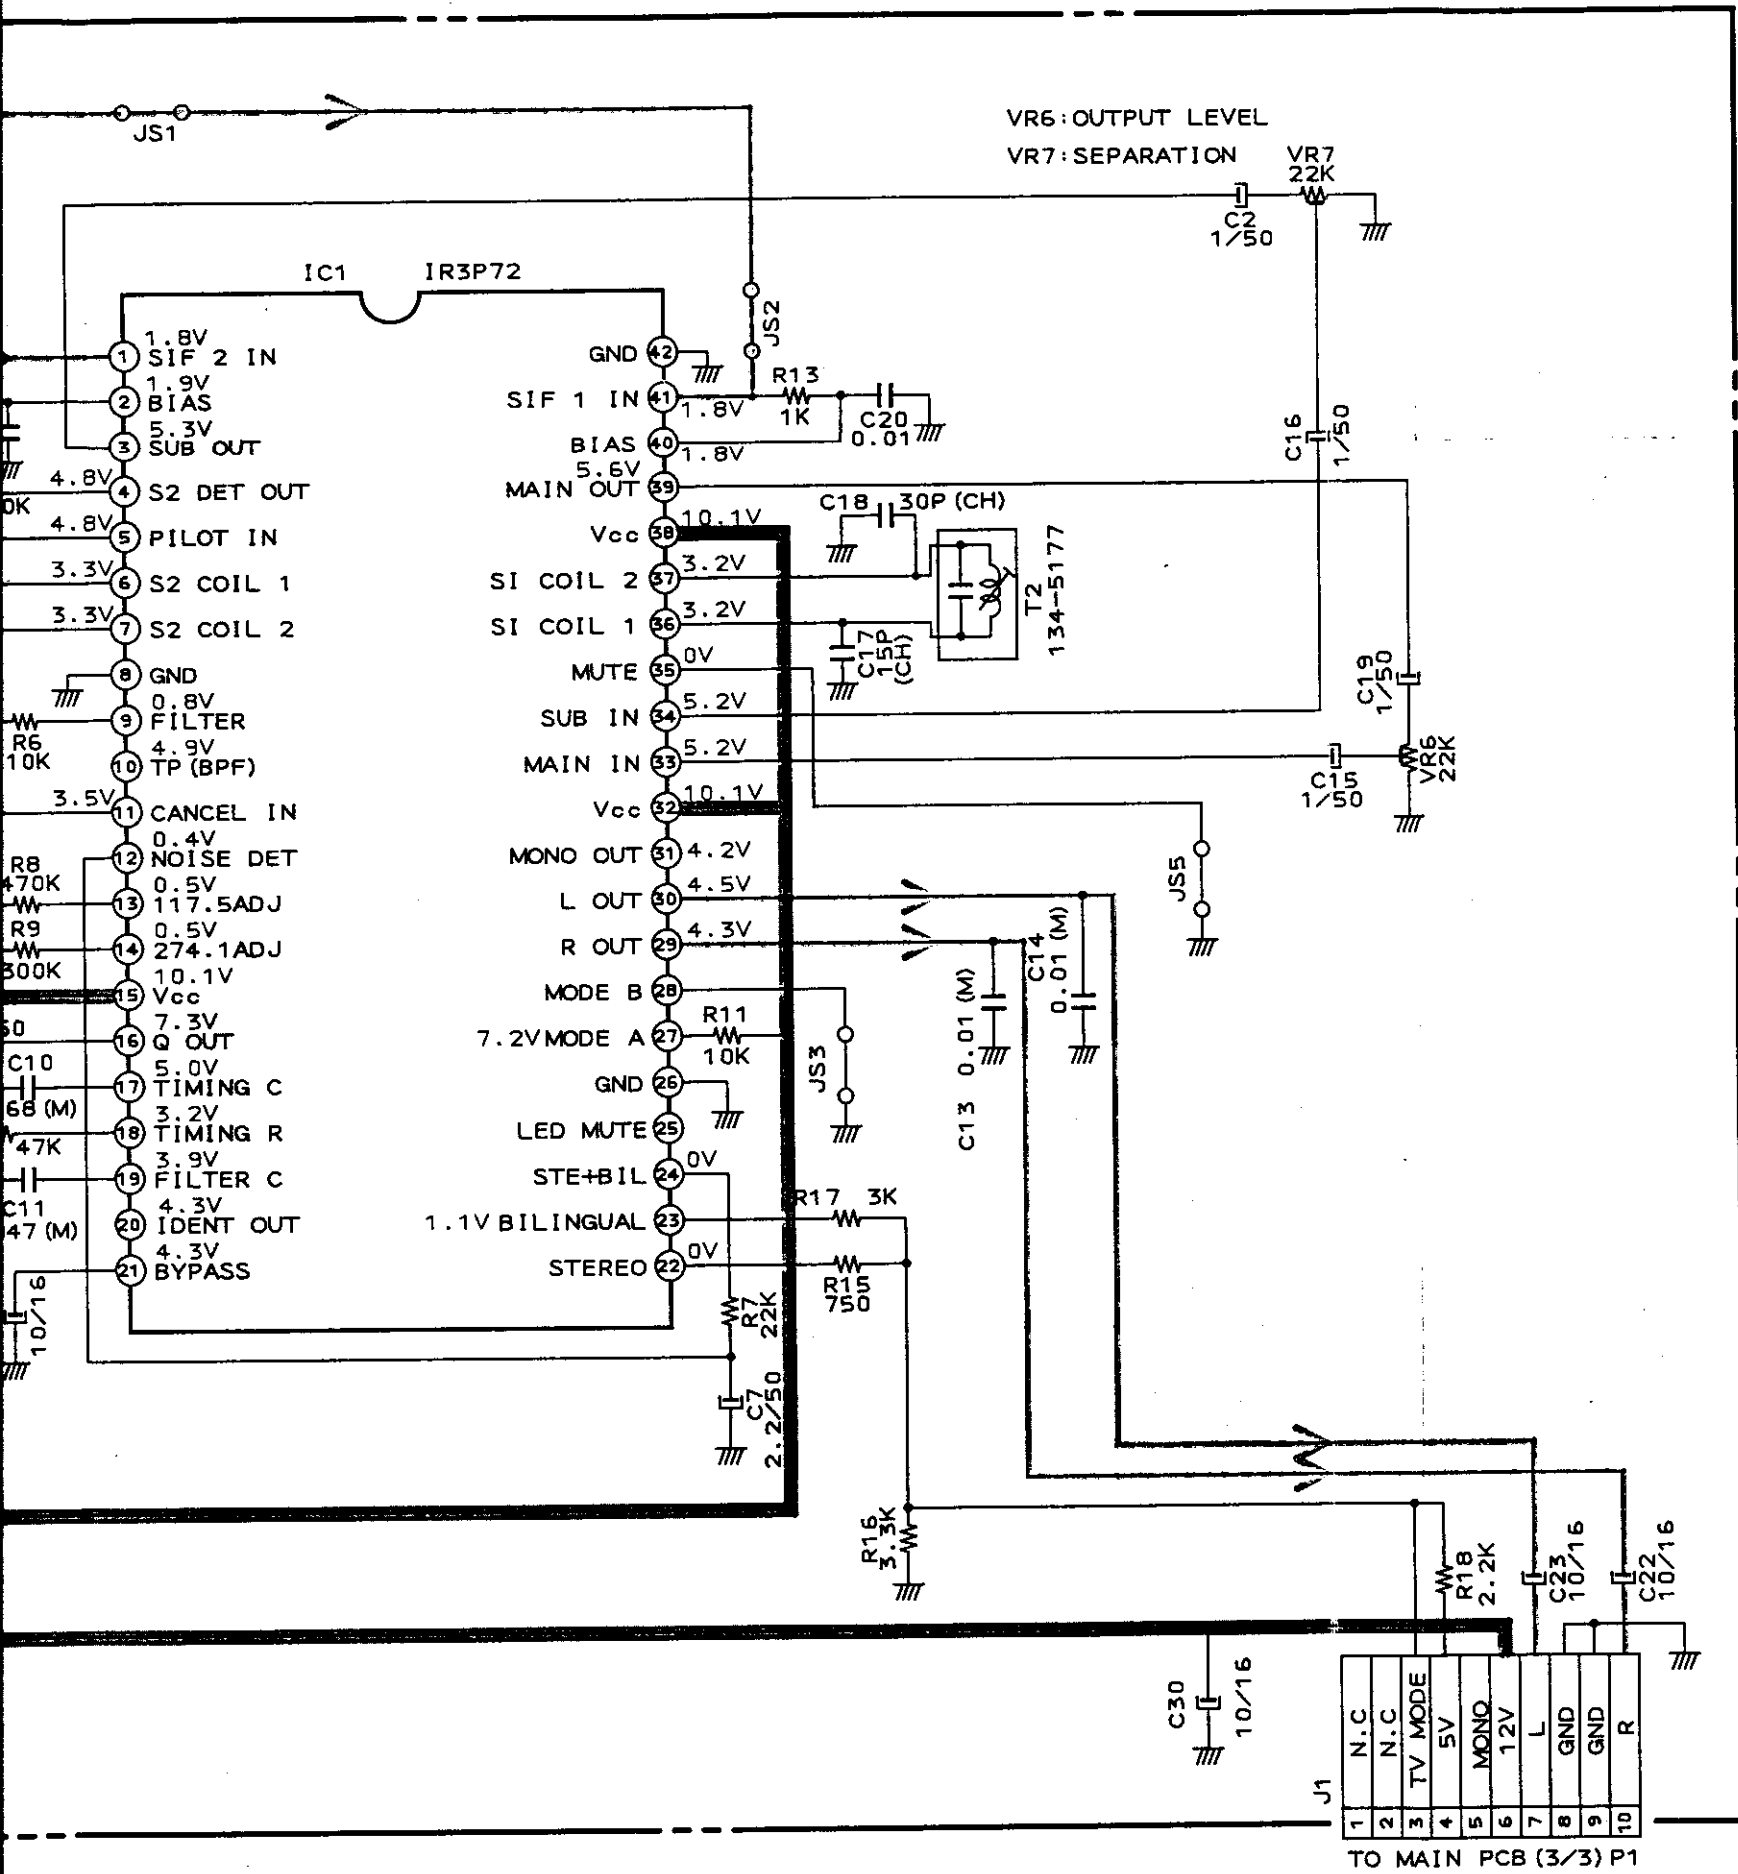 JS1
VR6:OUTPUT LEVEL
VR7:SEPARATION
VR7
22K
C2
1/50
IC1 IR3P72
JS2
1.8V
1 SIF 2 IN
1.9V
2 BIAS
5.3V
3 SUB OUT
4.8V 4 S2 DET OUT
0K
4.8V 5 PILOT IN
3.3V 6 S2 COIL 1
3.3V 7 S2 COIL 2
8 GND
0.8V
9 FILTER
R6
10K
4.9V
10 TP(BPF)
3.5V 11 CANCEL IN
0.4V
12 NOISE DET
R8
470K
0.5V
13 117.5ADJ
R9
300K
0.5V
14 274.1ADJ
10.1V
15 Vcc
50
7.3V
16 Q OUT
C10
68(M)
5.0V
17 TIMING C
3.2V
18 TIMING R
47K
3.9V
19 FILTER C
C11
47(M)
4.3V
20 IDENT OUT
4.3V
21 BYPASS
10/16
GND 42
SIF 1 IN 41 1.8V
R13
1K
C20
0.01
BIAS 40 1.8V
5.6V
MAIN OUT 39
Vcc 38 10.1V
C18 30P(CH)
SI COIL 2 37 3.2V
SI COIL 1 36 3.2V
C17
15P
(CH)
T2
134-5177
MUTE 35 0V
SUB IN 34 5.2V
MAIN IN 33 5.2V
Vcc 32 10.1V
MONO OUT 31 4.2V
L OUT 30 4.5V
R OUT 29 4.3V
MODE B 28
7.2V MODE A 27
R11
10K
GND 26
LED MUTE 25
STE+BIL 24 0V
1.1V BILINGUAL 23
R17 3K
STEREO 22 0V
R15
750
R7
22K
C7
2.2/50
C16
1/50
C19
1/50
C15
1/50
VR6
22K
JS5
JS3
C14
0.01(M)
C13 0.01(M)
R16
3.3K
R18
2.2K
C23
10/16
C22
10/16
C30
10/16
J1
1 N.C
2 N.C
3 TV MODE
4 5V
5 MONO
6 12V
7 L
8 GND
9 GND
10 R
TO MAIN PCB(3/3)P1